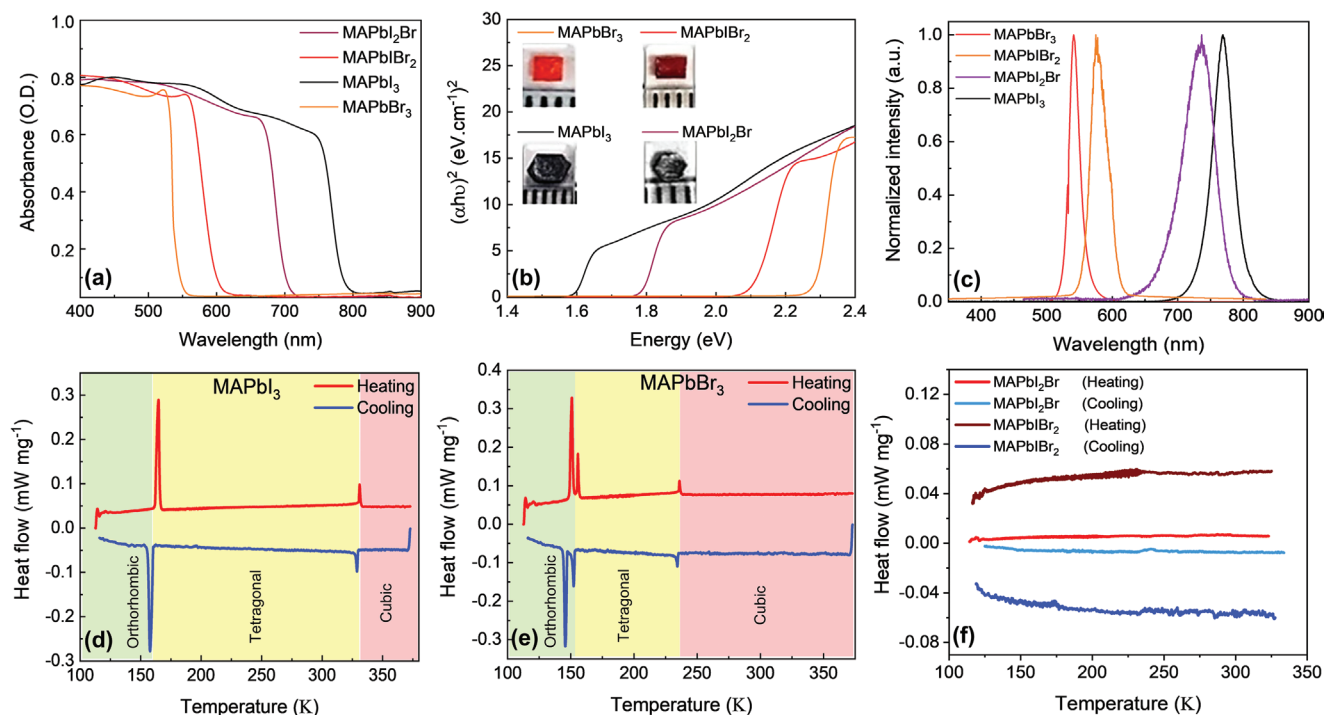 1.0
0.8
0.6
0.4
0.2
400 500 600 700 800 900
Absorbance (O.D.)
Wavelength (nm)
MAPbI₂Br
MAPbIBr₂
MAPbI₃
MAPbBr₃
(a)
30
25
20
15
10
5
0
1.4 1.6 1.8 2.0 2.2 2.4
(αhυ)² (eV.cm⁻¹)²
Energy (eV)
MAPbBr₃ MAPbIBr₂
MAPbI₃ MAPbI₂Br
(b)
1.0
0.8
0.6
0.4
0.2
0.0
400 500 600 700 800 900
Normalized intensity (a.u.)
Wavelength (nm)
MAPbBr₃
MAPbIBr₂
MAPbI₂Br
MAPbI₃
(c)
0.3
0.2
0.1
0.0
-0.1
-0.2
-0.3
100 150 200 250 300 350
Heat flow (mW mg⁻¹)
Temperature (K)
MAPbI₃
Heating
Cooling
Orthorhombic
Tetragonal
Cubic
(d)
0.4
0.3
0.2
0.1
0.0
-0.1
-0.2
-0.3
100 150 200 250 300 350
Heat flow (mW mg⁻¹)
Temperature (K)
MAPbBr₃
Heating
Cooling
Orthorhombic
Tetragonal
Cubic
(e)
0.12
0.08
0.04
0.00
-0.04
-0.08
100 150 200 250 300 350
Heat flow (mW mg⁻¹)
Temperature (K)
MAPbI₂Br (Heating)
MAPbI₂Br (Cooling)
MAPbIBr₂ (Heating)
MAPbIBr₂ (Cooling)
(f)